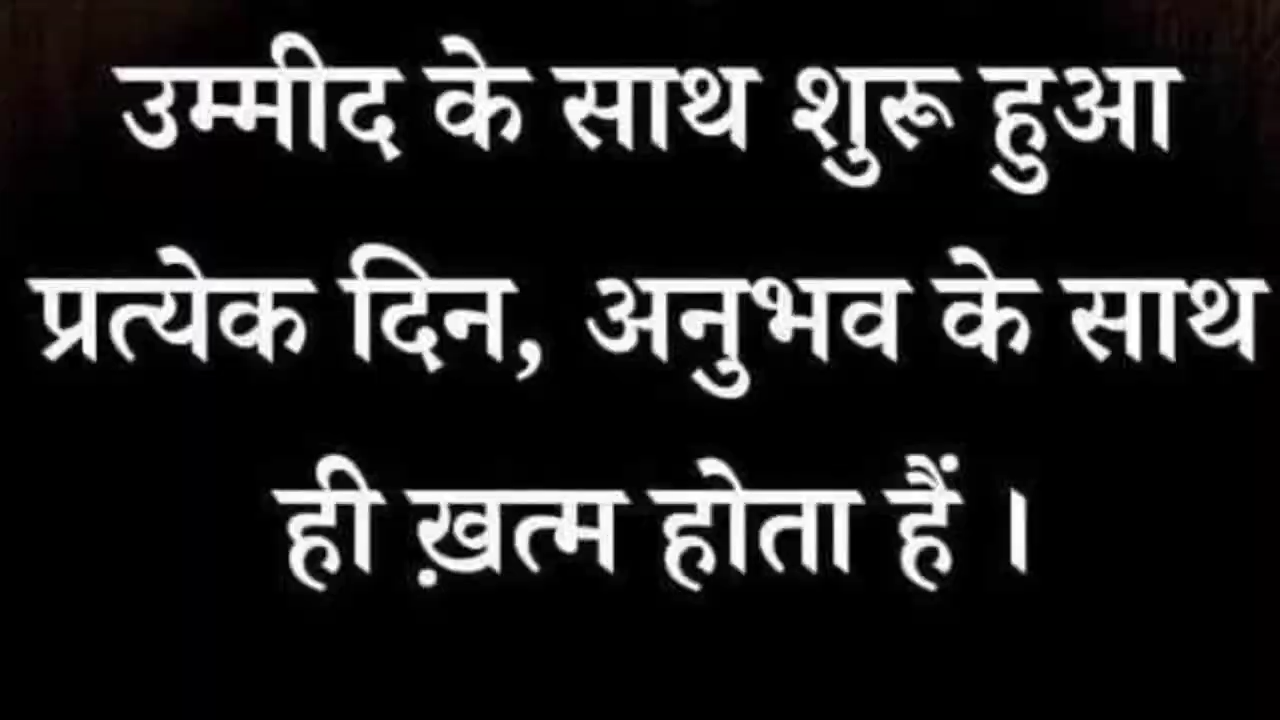 उम्मीद के साथ शुरू हुआ
प्रत्येक दिन, अनुभव के साथ
ही ख़त्म होता हैं ।